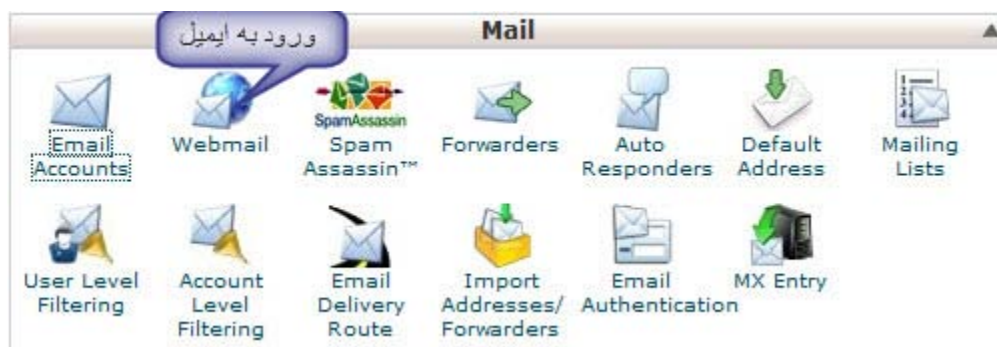 Mail
ورود به ایمیل
SpamAssassin
Email Accounts
Webmail
Spam Assassin™
Forwarders
Auto Responders
Default Address
Mailing Lists
User Level Filtering
Account Level Filtering
Email Delivery Route
Import Addresses/ Forwarders
Email Authentication
MX Entry